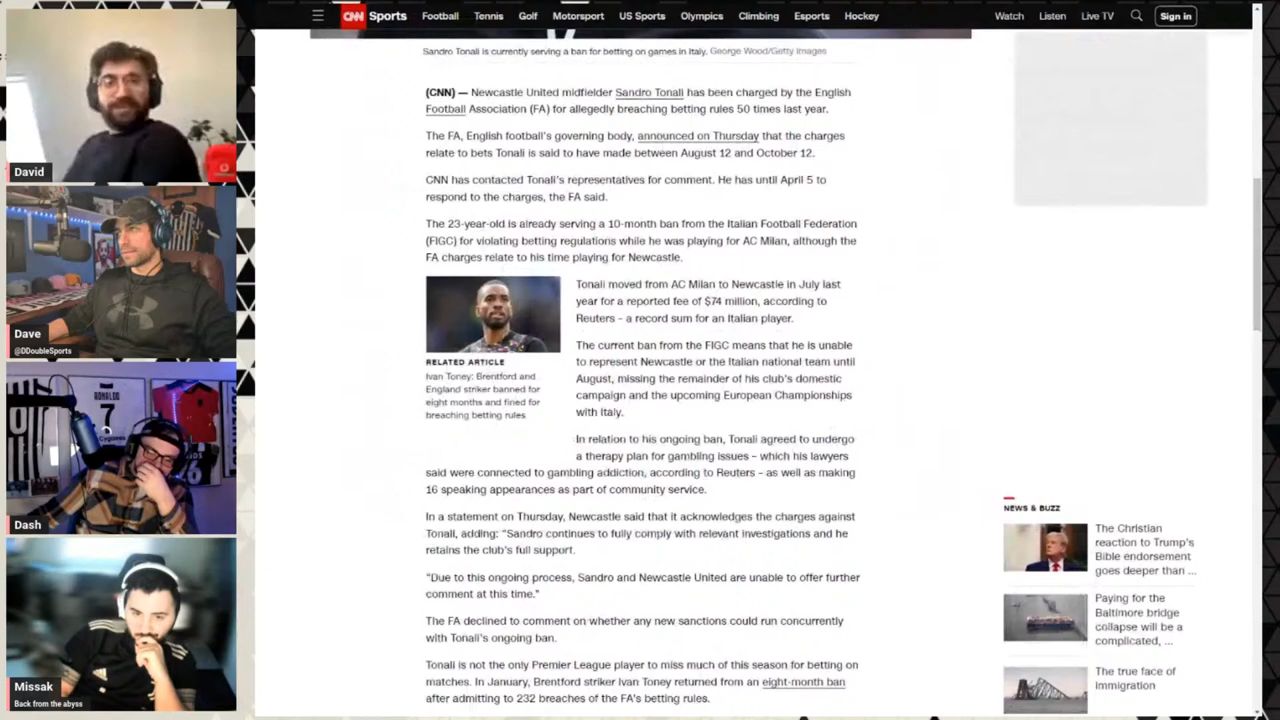 CNN Sports Football Tennis Golf Motorsport US Sports Olympics Climbing Esports Hockey Watch Listen Live TV Sign in
Sandro Tonali is currently serving a ban for betting on games in Italy. George Wood/Getty Images
(CNN) — Newcastle United midfielder Sandro Tonali has been charged by the English
Football Association (FA) for allegedly breaching betting rules 50 times last year.
The FA, English football's governing body, announced on Thursday that the charges
relate to bets Tonali is said to have made between August 12 and October 12.
CNN has contacted Tonali's representatives for comment. He has until April 5 to
respond to the charges, the FA said.
The 23-year-old is already serving a 10-month ban from the Italian Football Federation
(FIGC) for violating betting regulations while he was playing for AC Milan, although the
FA charges relate to his time playing for Newcastle.
RELATED ARTICLE
Ivan Toney: Brentford and
England striker banned for
eight months and fined for
breaching betting rules
Tonali moved from AC Milan to Newcastle in July last
year for a reported fee of $74 million, according to
Reuters – a record sum for an Italian player.
The current ban from the FIGC means that he is unable
to represent Newcastle or the Italian national team until
August, missing the remainder of his club's domestic
campaign and the upcoming European Championships
with Italy.
In relation to his ongoing ban, Tonali agreed to undergo
a therapy plan for gambling issues – which his lawyers
said were connected to gambling addiction, according to Reuters – as well as making
16 speaking appearances as part of community service.
In a statement on Thursday, Newcastle said that it acknowledges the charges against
Tonali, adding: "Sandro continues to fully comply with relevant investigations and he
retains the club's full support.
"Due to this ongoing process, Sandro and Newcastle United are unable to offer further
comment at this time."
The FA declined to comment on whether any new sanctions could run concurrently
with Tonali's ongoing ban.
Tonali is not the only Premier League player to miss much of this season for betting on
matches. In January, Brentford striker Ivan Toney returned from an eight-month ban
after admitting to 232 breaches of the FA's betting rules.
NEWS & BUZZ
The Christian
reaction to Trump's
Bible endorsement
goes deeper than ...
Paying for the
Baltimore bridge
collapse will be a
complicated, ...
The true face of
immigration
David
Dave
@DDoubleSports
RONALDO
7
Dash
Missak
Back from the abyss